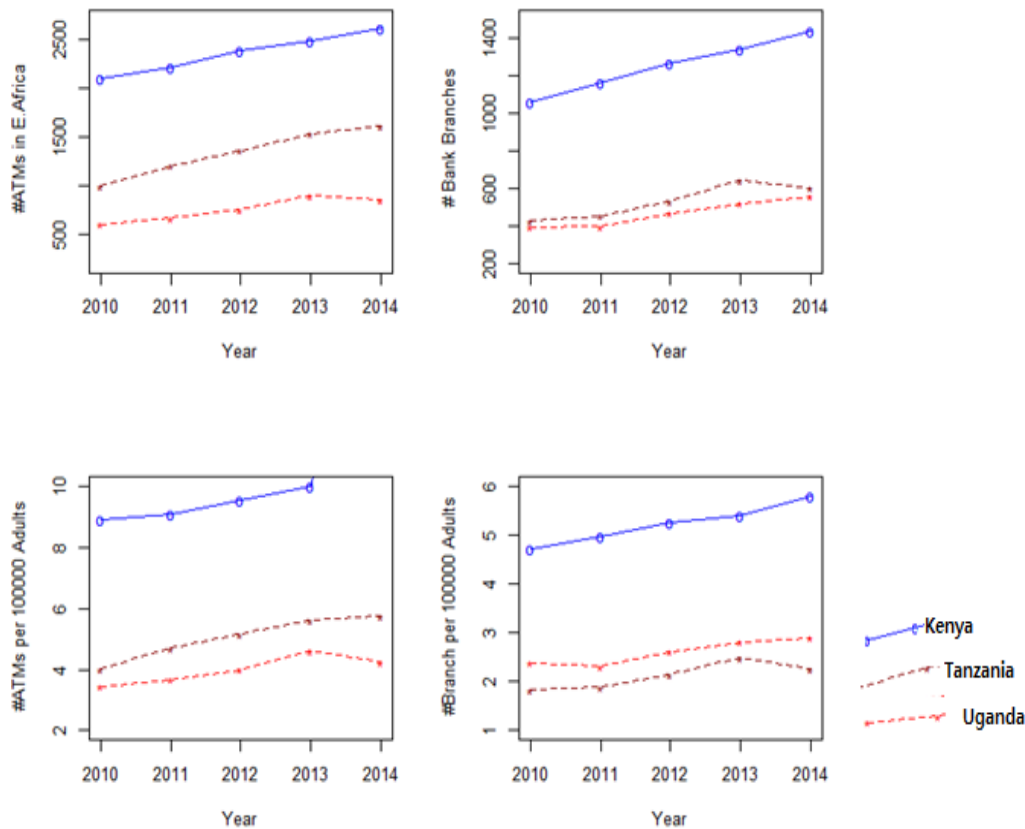 #ATMs in E.Africa
2500
1500
500
2010 2011 2012 2013 2014
Year
# Bank Branches
1400
1000
600
200
2010 2011 2012 2013 2014
Year
#ATMs per 100000 Adults
10
8
6
4
2
2010 2011 2012 2013 2014
Year
#Branch per 100000 Adults
6
5
4
3
2
1
2010 2011 2012 2013 2014
Year
Kenya
Tanzania
Uganda